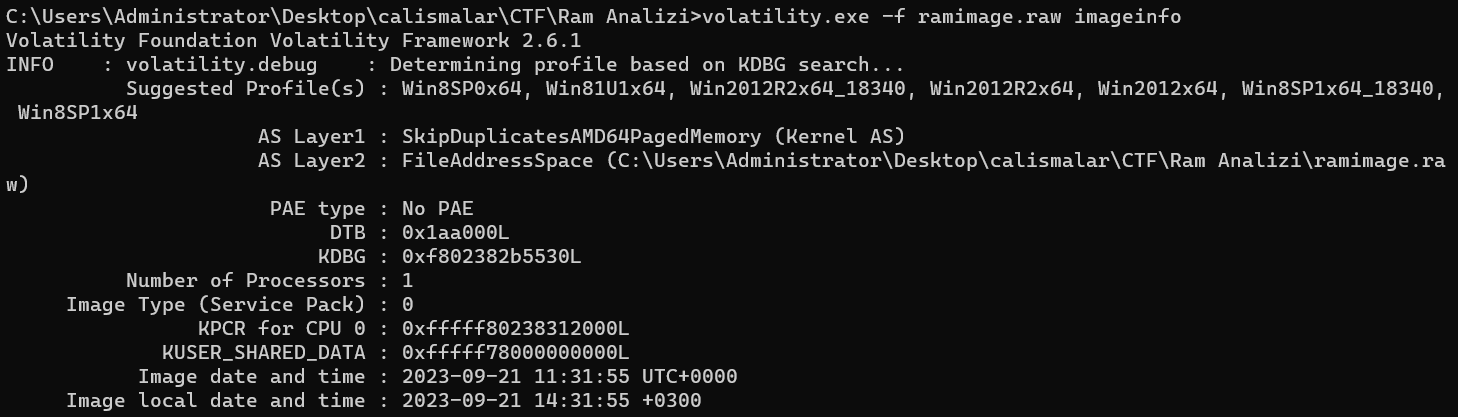 C:\Users\Administrator\Desktop\calismalar\CTF\Ram Analizi>volatility.exe -f ramimage.raw imageinfo
Volatility Foundation Volatility Framework 2.6.1
INFO    : volatility.debug    : Determining profile based on KDBG search...
          Suggested Profile(s) : Win8SP0x64, Win81U1x64, Win2012R2x64_18340, Win2012R2x64, Win2012x64, Win8SP1x64_18340,
 Win8SP1x64
                     AS Layer1 : SkipDuplicatesAMD64PagedMemory (Kernel AS)
                     AS Layer2 : FileAddressSpace (C:\Users\Administrator\Desktop\calismalar\CTF\Ram Analizi\ramimage.ra
w)
                      PAE type : No PAE
                           DTB : 0x1aa000L
                          KDBG : 0xf802382b5530L
          Number of Processors : 1
     Image Type (Service Pack) : 0
                KPCR for CPU 0 : 0xfffff80238312000L
             KUSER_SHARED_DATA : 0xfffff78000000000L
           Image date and time : 2023-09-21 11:31:55 UTC+0000
     Image local date and time : 2023-09-21 14:31:55 +0300